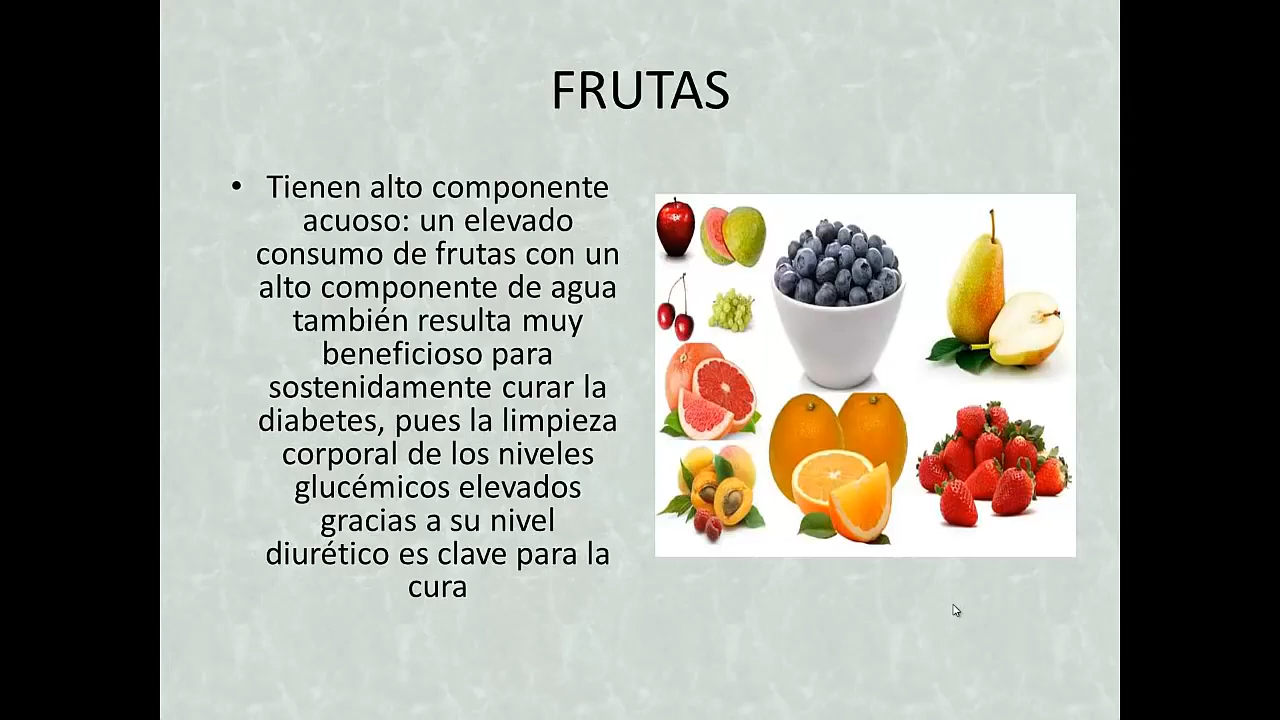 FRUTAS
• Tienen alto componente
acuoso: un elevado
consumo de frutas con un
alto componente de agua
también resulta muy
beneficioso para
sostenidamente curar la
diabetes, pues la limpieza
corporal de los niveles
glucémicos elevados
gracias a su nivel
diurético es clave para la
cura